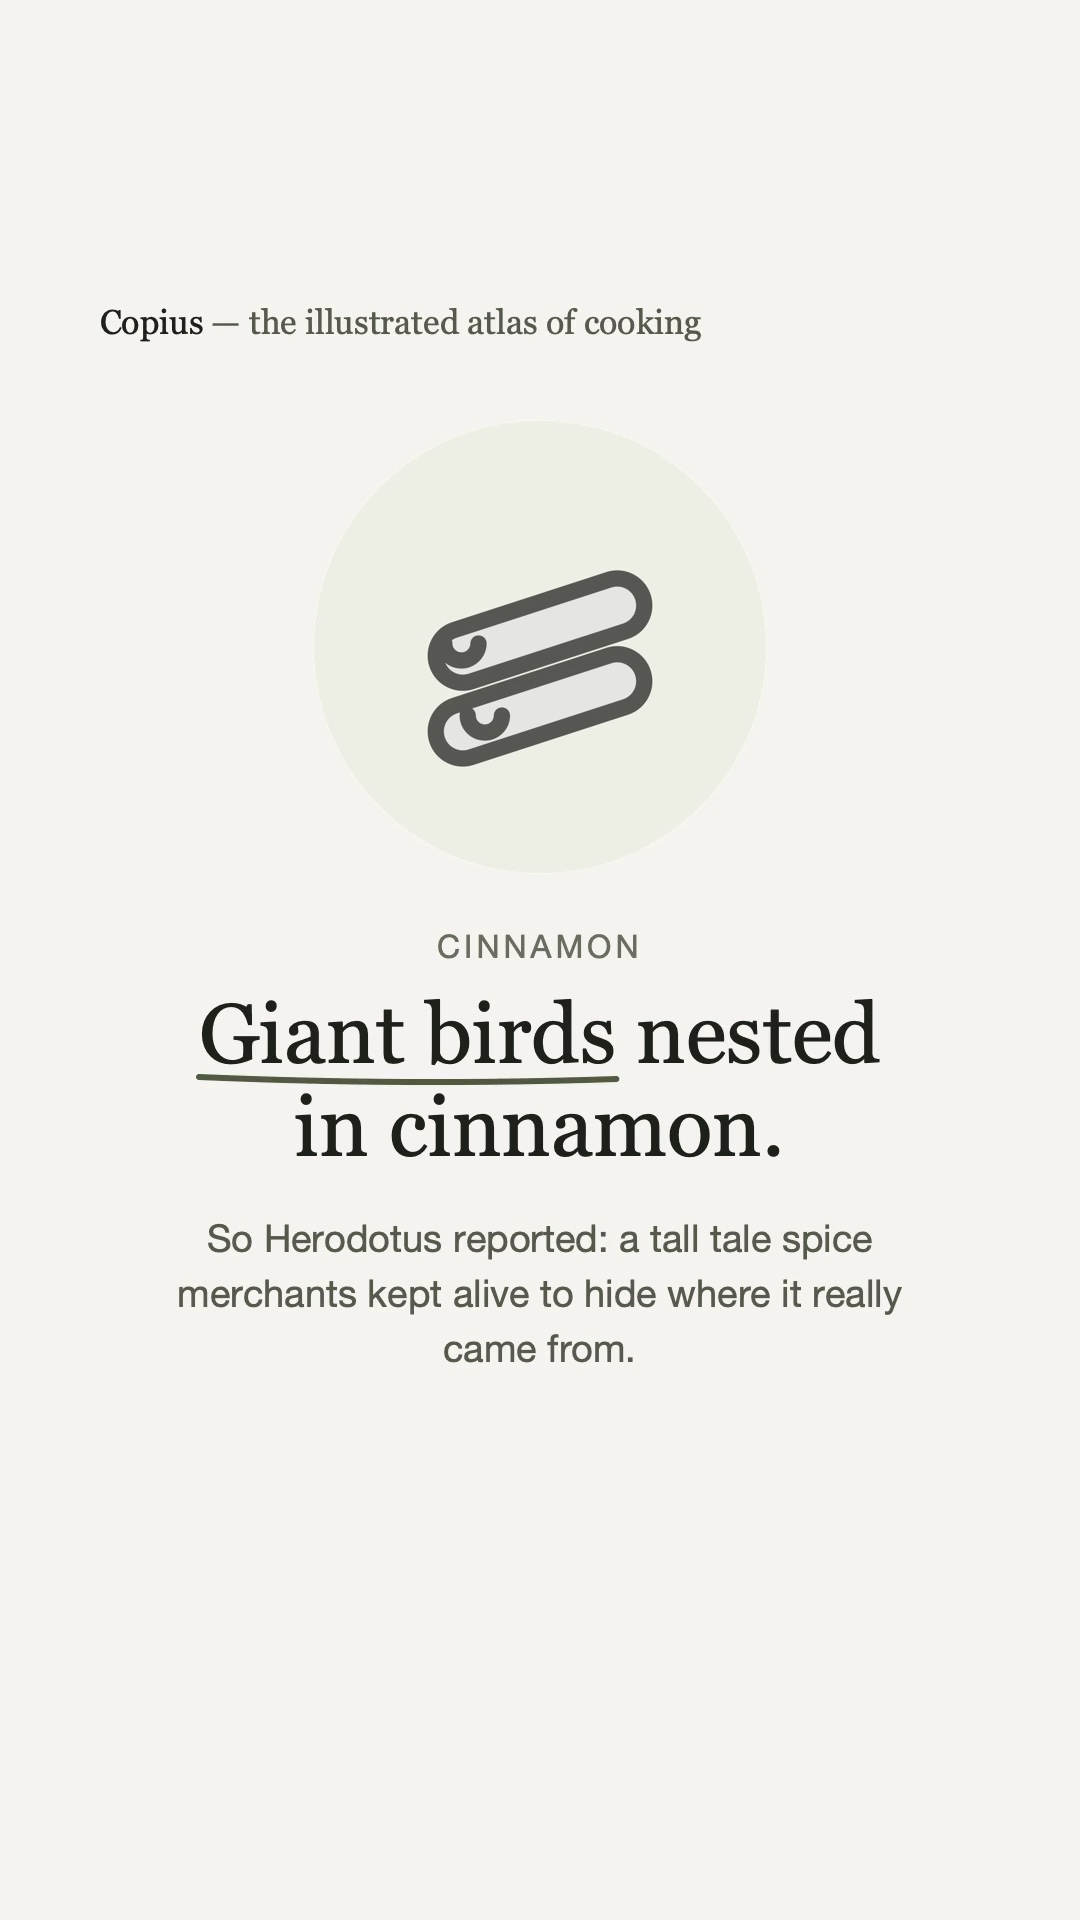 Copius — the illustrated atlas of cooking
CINNAMON
Giant birds nested
in cinnamon.
So Herodotus reported: a tall tale spice
merchants kept alive to hide where it really
came from.